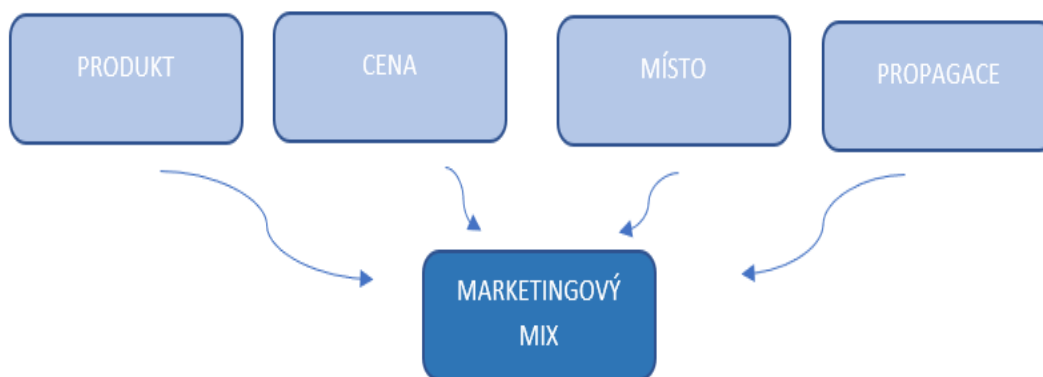 PRODUKT
CENA
MÍSTO
PROPAGACE
MARKETINGOVÝ
MIX